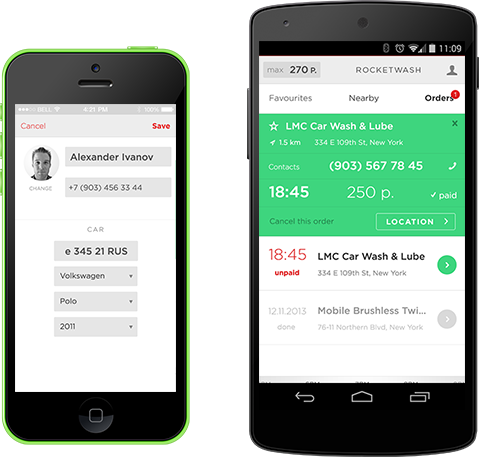 BELL
4:21 PM
100%
Cancel
Save
Alexander Ivanov
CHANGE
+7 (903) 456 33 44
CAR
e 345 21 RUS
Volkswagen
Polo
2011
11:09
max 270 P.
ROCKETWASH
Favourites
Nearby
Orders
1
LMC Car Wash & Lube
x
1.5 km
334 E 109th St, New York
Contacts
(903) 567 78 45
18:45
250 p.
✓ paid
Cancel this order
LOCATION
18:45
LMC Car Wash & Lube
unpaid
334 E 109th St, New York
12.11.2013
Mobile Brushless Twi...
done
76-11 Northern Blvd, New York